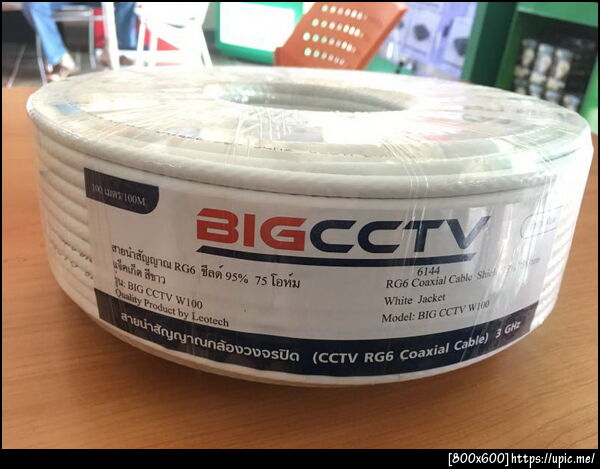 100 เมตร/100M.
BIGCCTV
สายนำสัญญาณ RG6 ชีลด์ 95% 75 โอห์ม
แจ็คเก็ต สีขาว
รุ่น: BIG CCTV W100
Quality Product by Leotech
6144
RG6 Coaxial Cable Shield
White Jacket
Model: BIG CCTV W100
สายนำสัญญาณกล้องวงจรปิด (CCTV RG6 Coaxial Cable) 3 GHz
[800x600]https://upic.me/